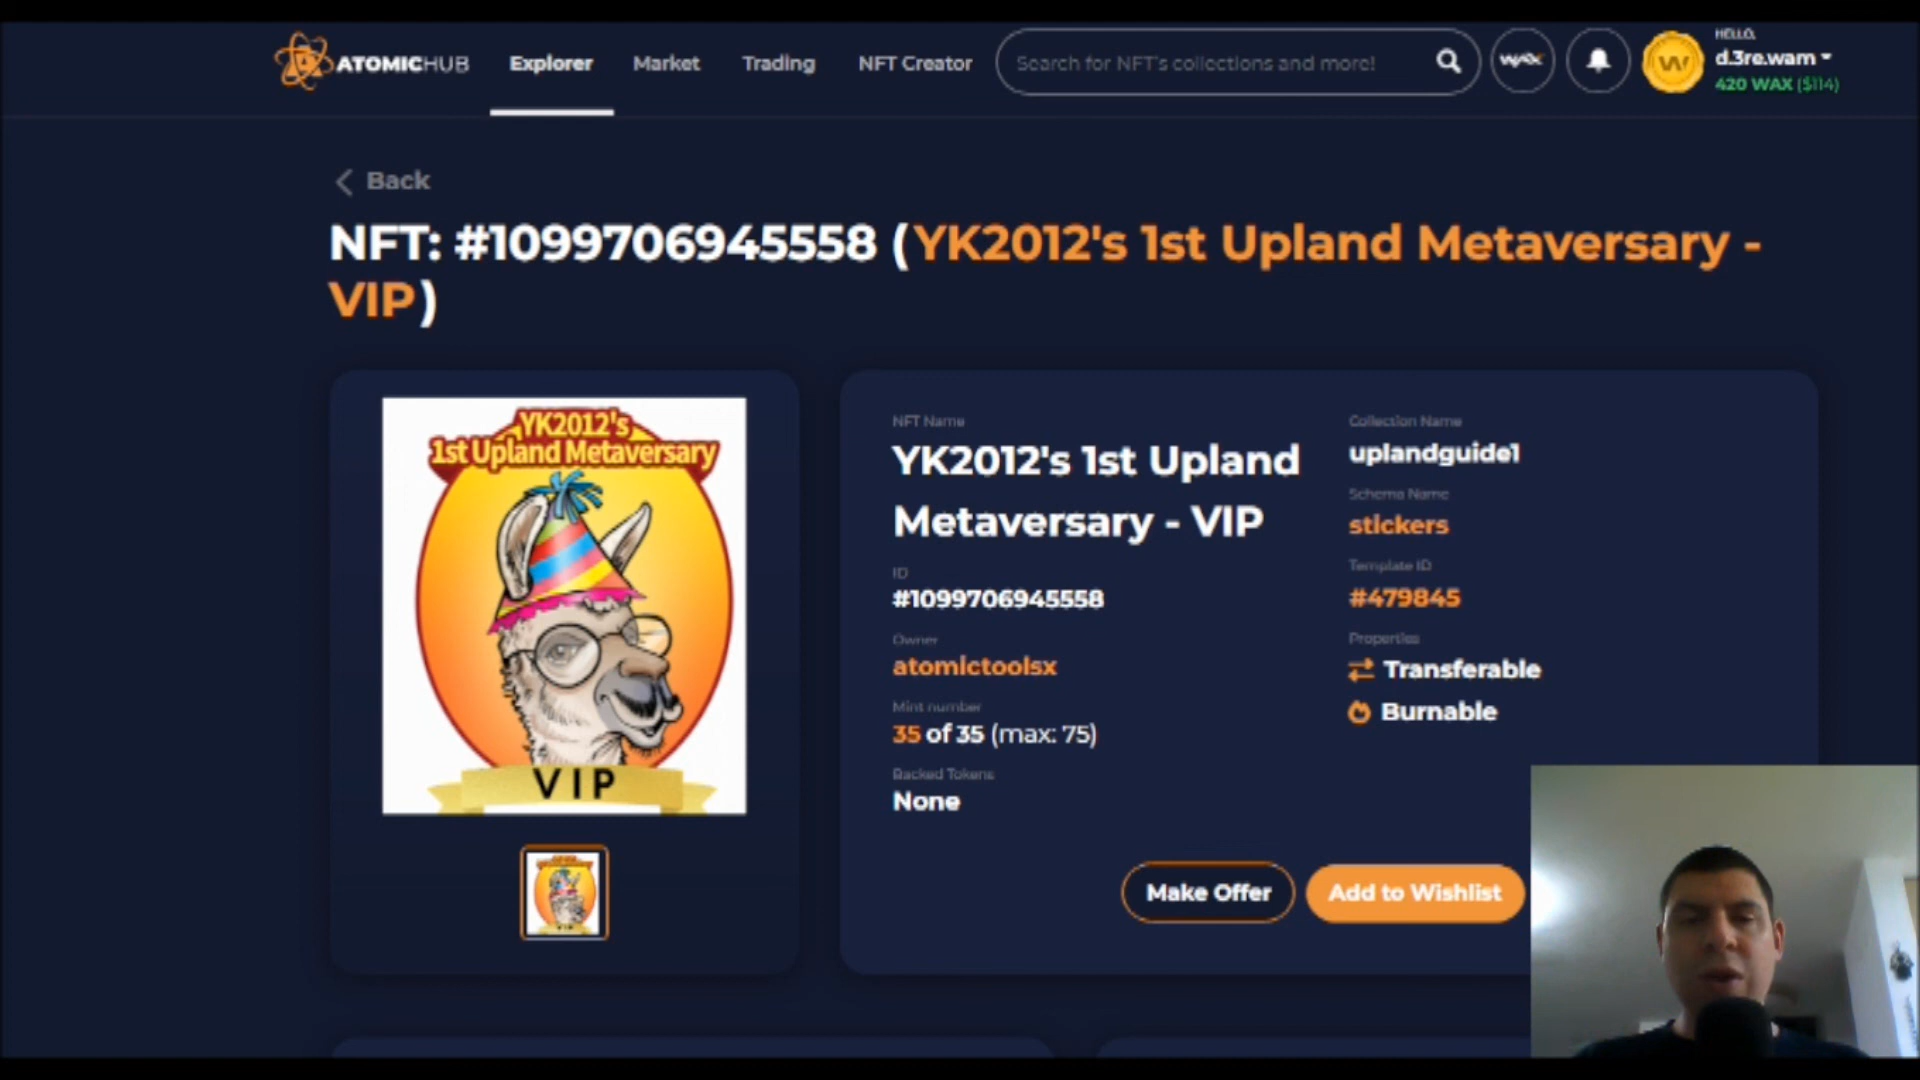 ATOMICHUB
Explorer
Market
Trading
NFT Creator
Search for NFT's collections and more!
WAX
HELLO,
d.3re.wam
420 WAX ($114)
Back
NFT: #1099706945558 (YK2012's 1st Upland Metaversary -
VIP)
YK2012's
1st Upland Metaversary
VIP
NFT Name
YK2012's 1st Upland
Metaversary - VIP
ID
#1099706945558
Owner
atomictoolsx
Mint number
35 of 35 (max: 75)
Backed Tokens
None
Collection Name
uplandguide1
Schema Name
stickers
Template ID
#479845
Properties
Transferable
Burnable
Make Offer
Add to Wishlist